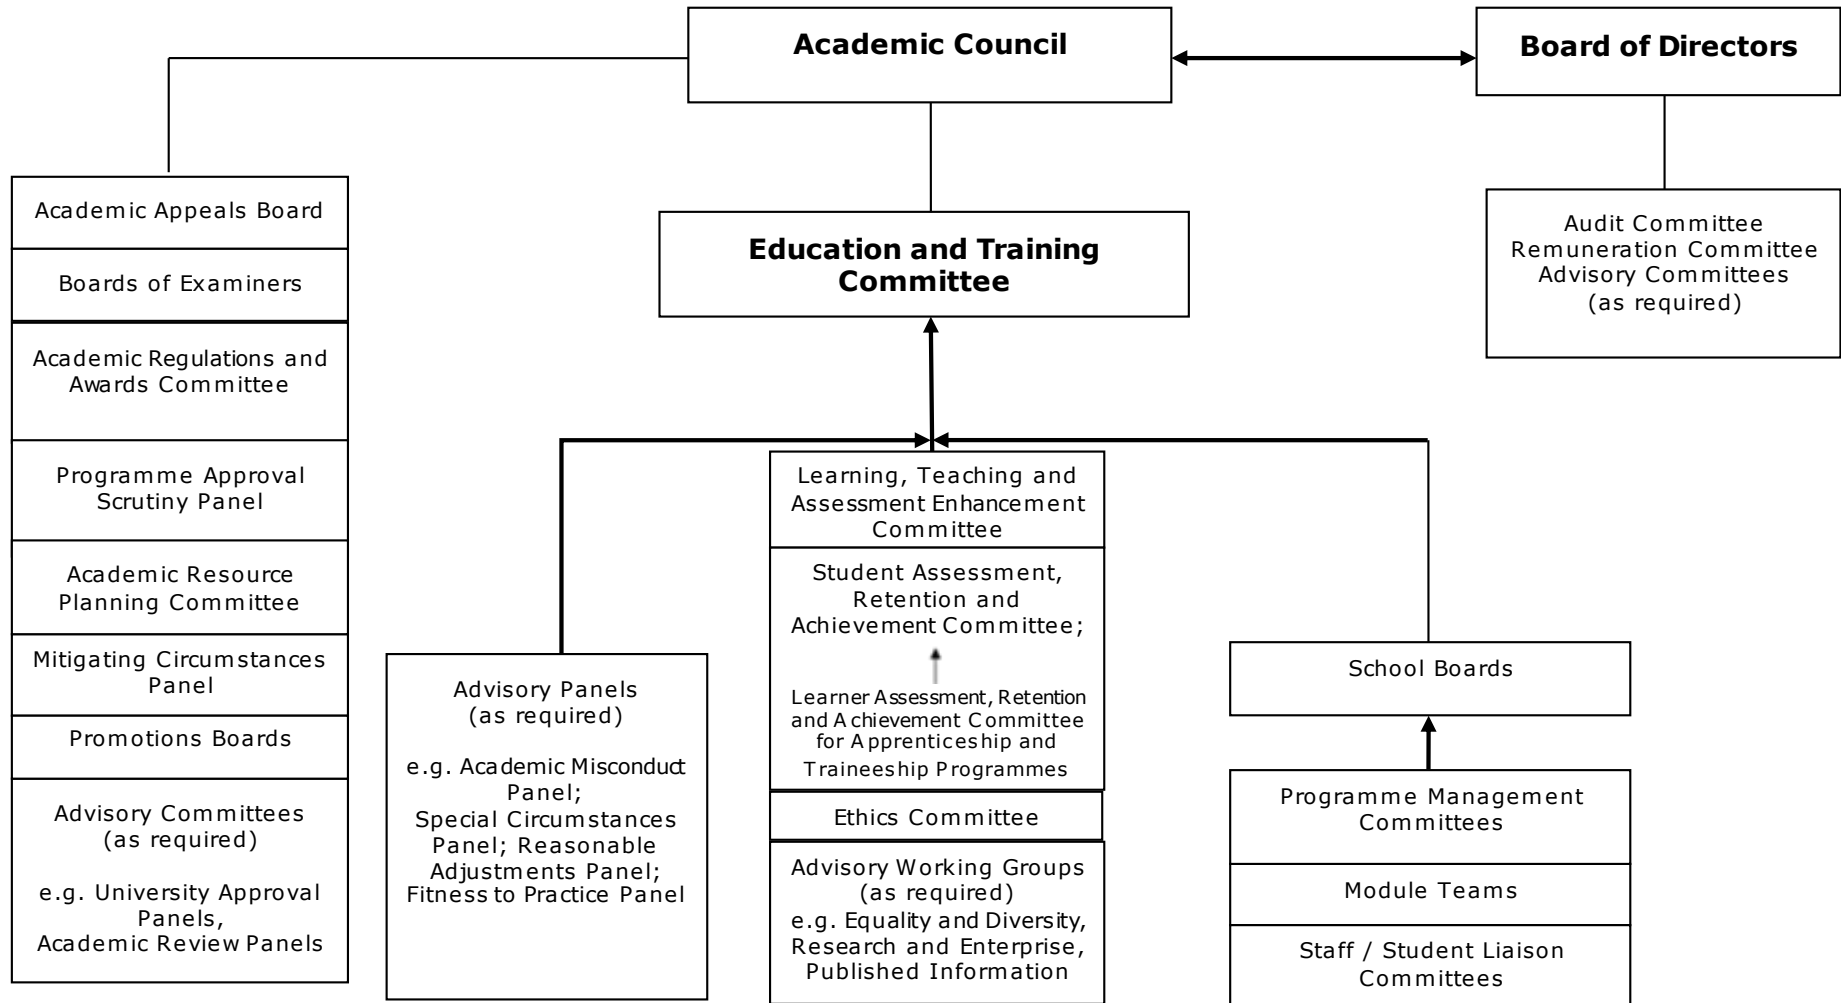 Academic Council
Board of Directors
Academic Appeals Board
Boards of Examiners
Academic Regulations and
Awards Committee
Programme Approval
Scrutiny Panel
Academic Resource
Planning Committee
Mitigating Circumstances
Panel
Promotions Boards
Advisory Committees
(as required)
e.g. University Approval
Panels,
Academic Review Panels
Education and Training
Committee
Audit Committee
Remuneration Committee
Advisory Committees
(as required)
Advisory Panels
(as required)
e.g. Academic Misconduct
Panel;
Special Circumstances
Panel; Reasonable
Adjustments Panel;
Fitness to Practice Panel
Learning, Teaching and
Assessment Enhancement
Committee
Student Assessment,
Retention and
Achievement Committee;
Learner Assessment, Retention
and Achievement Committee
for Apprenticeship and
Traineeship Programmes
Ethics Committee
Advisory Working Groups
(as required)
e.g. Equality and Diversity,
Research and Enterprise,
Published Information
School Boards
Programme Management
Committees
Module Teams
Staff / Student Liaison
Committees